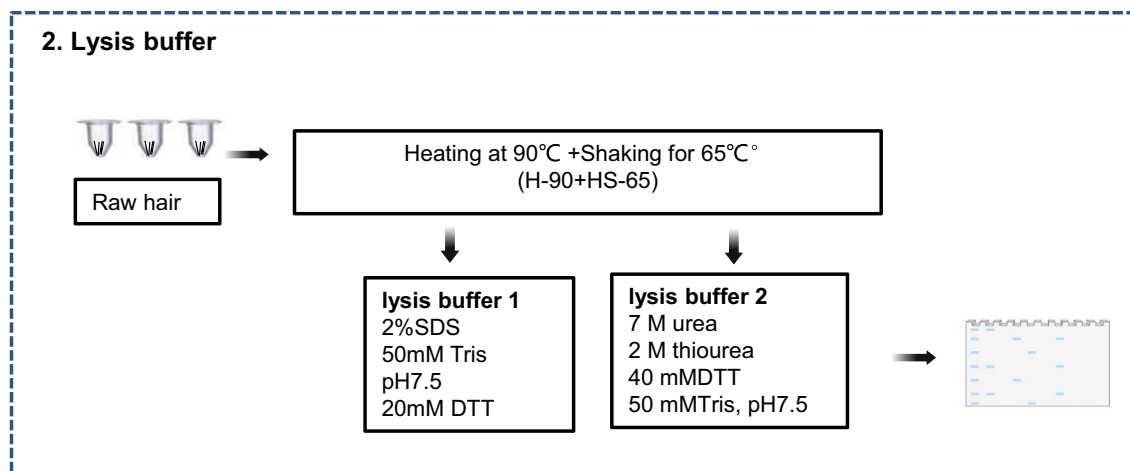 2. Lysis buffer
Raw hair
Heating at 90℃ +Shaking for 65℃°
(H-90+HS-65)
lysis buffer 1
2%SDS
50mM Tris
pH7.5
20mM DTT
lysis buffer 2
7 M urea
2 M thiourea
40 mMDTT
50 mMTris, pH7.5